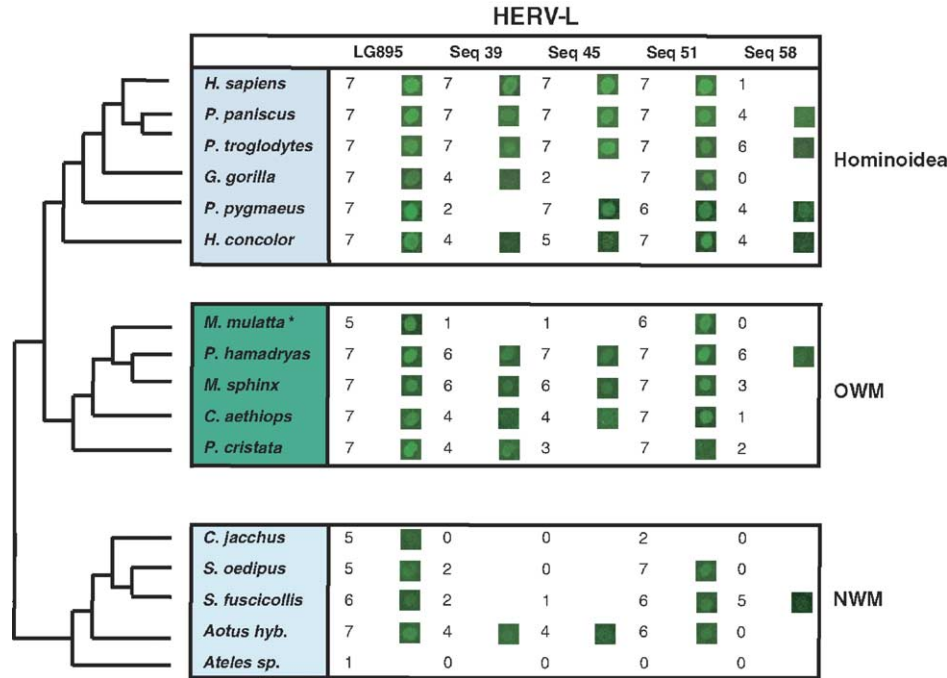 HERV-L
LG895 Seq 39 Seq 45 Seq 51 Seq 58
H. sapiens 7 7 7 7 1
P. paniscus 7 7 7 7 4
P. troglodytes 7 7 7 7 6
G. gorilla 7 4 2 7 0
P. pygmaeus 7 2 7 6 4
H. concolor 7 4 5 7 4
Hominoidea
M. mulatta * 5 1 1 6 0
P. hamadryas 7 6 7 7 6
M. sphinx 7 6 6 7 3
C. aethiops 7 4 4 7 1
P. cristata 7 4 3 7 2
OWM
C. jacchus 5 0 0 2 0
S. oedipus 5 2 0 7 0
S. fuscicollis 6 2 1 6 5
Aotus hyb. 7 4 4 6 0
Ateles sp. 1 0 0 0 0
NWM